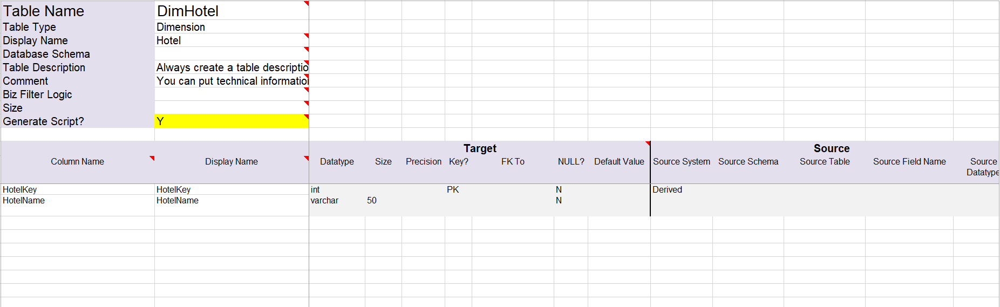 Table Name DimHotel
Table Type Dimension
Display Name Hotel
Database Schema
Table Description Always create a table descriptio
Comment You can put technical information
Biz Filter Logic
Size
Generate Script? Y
Target Source
Column Name Display Name Datatype Size Precision Key? FK To NULL? Default Value Source System Source Schema Source Table Source Field Name Source
Datatype
HotelKey HotelKey int PK N Derived
HotelName HotelName varchar 50 N